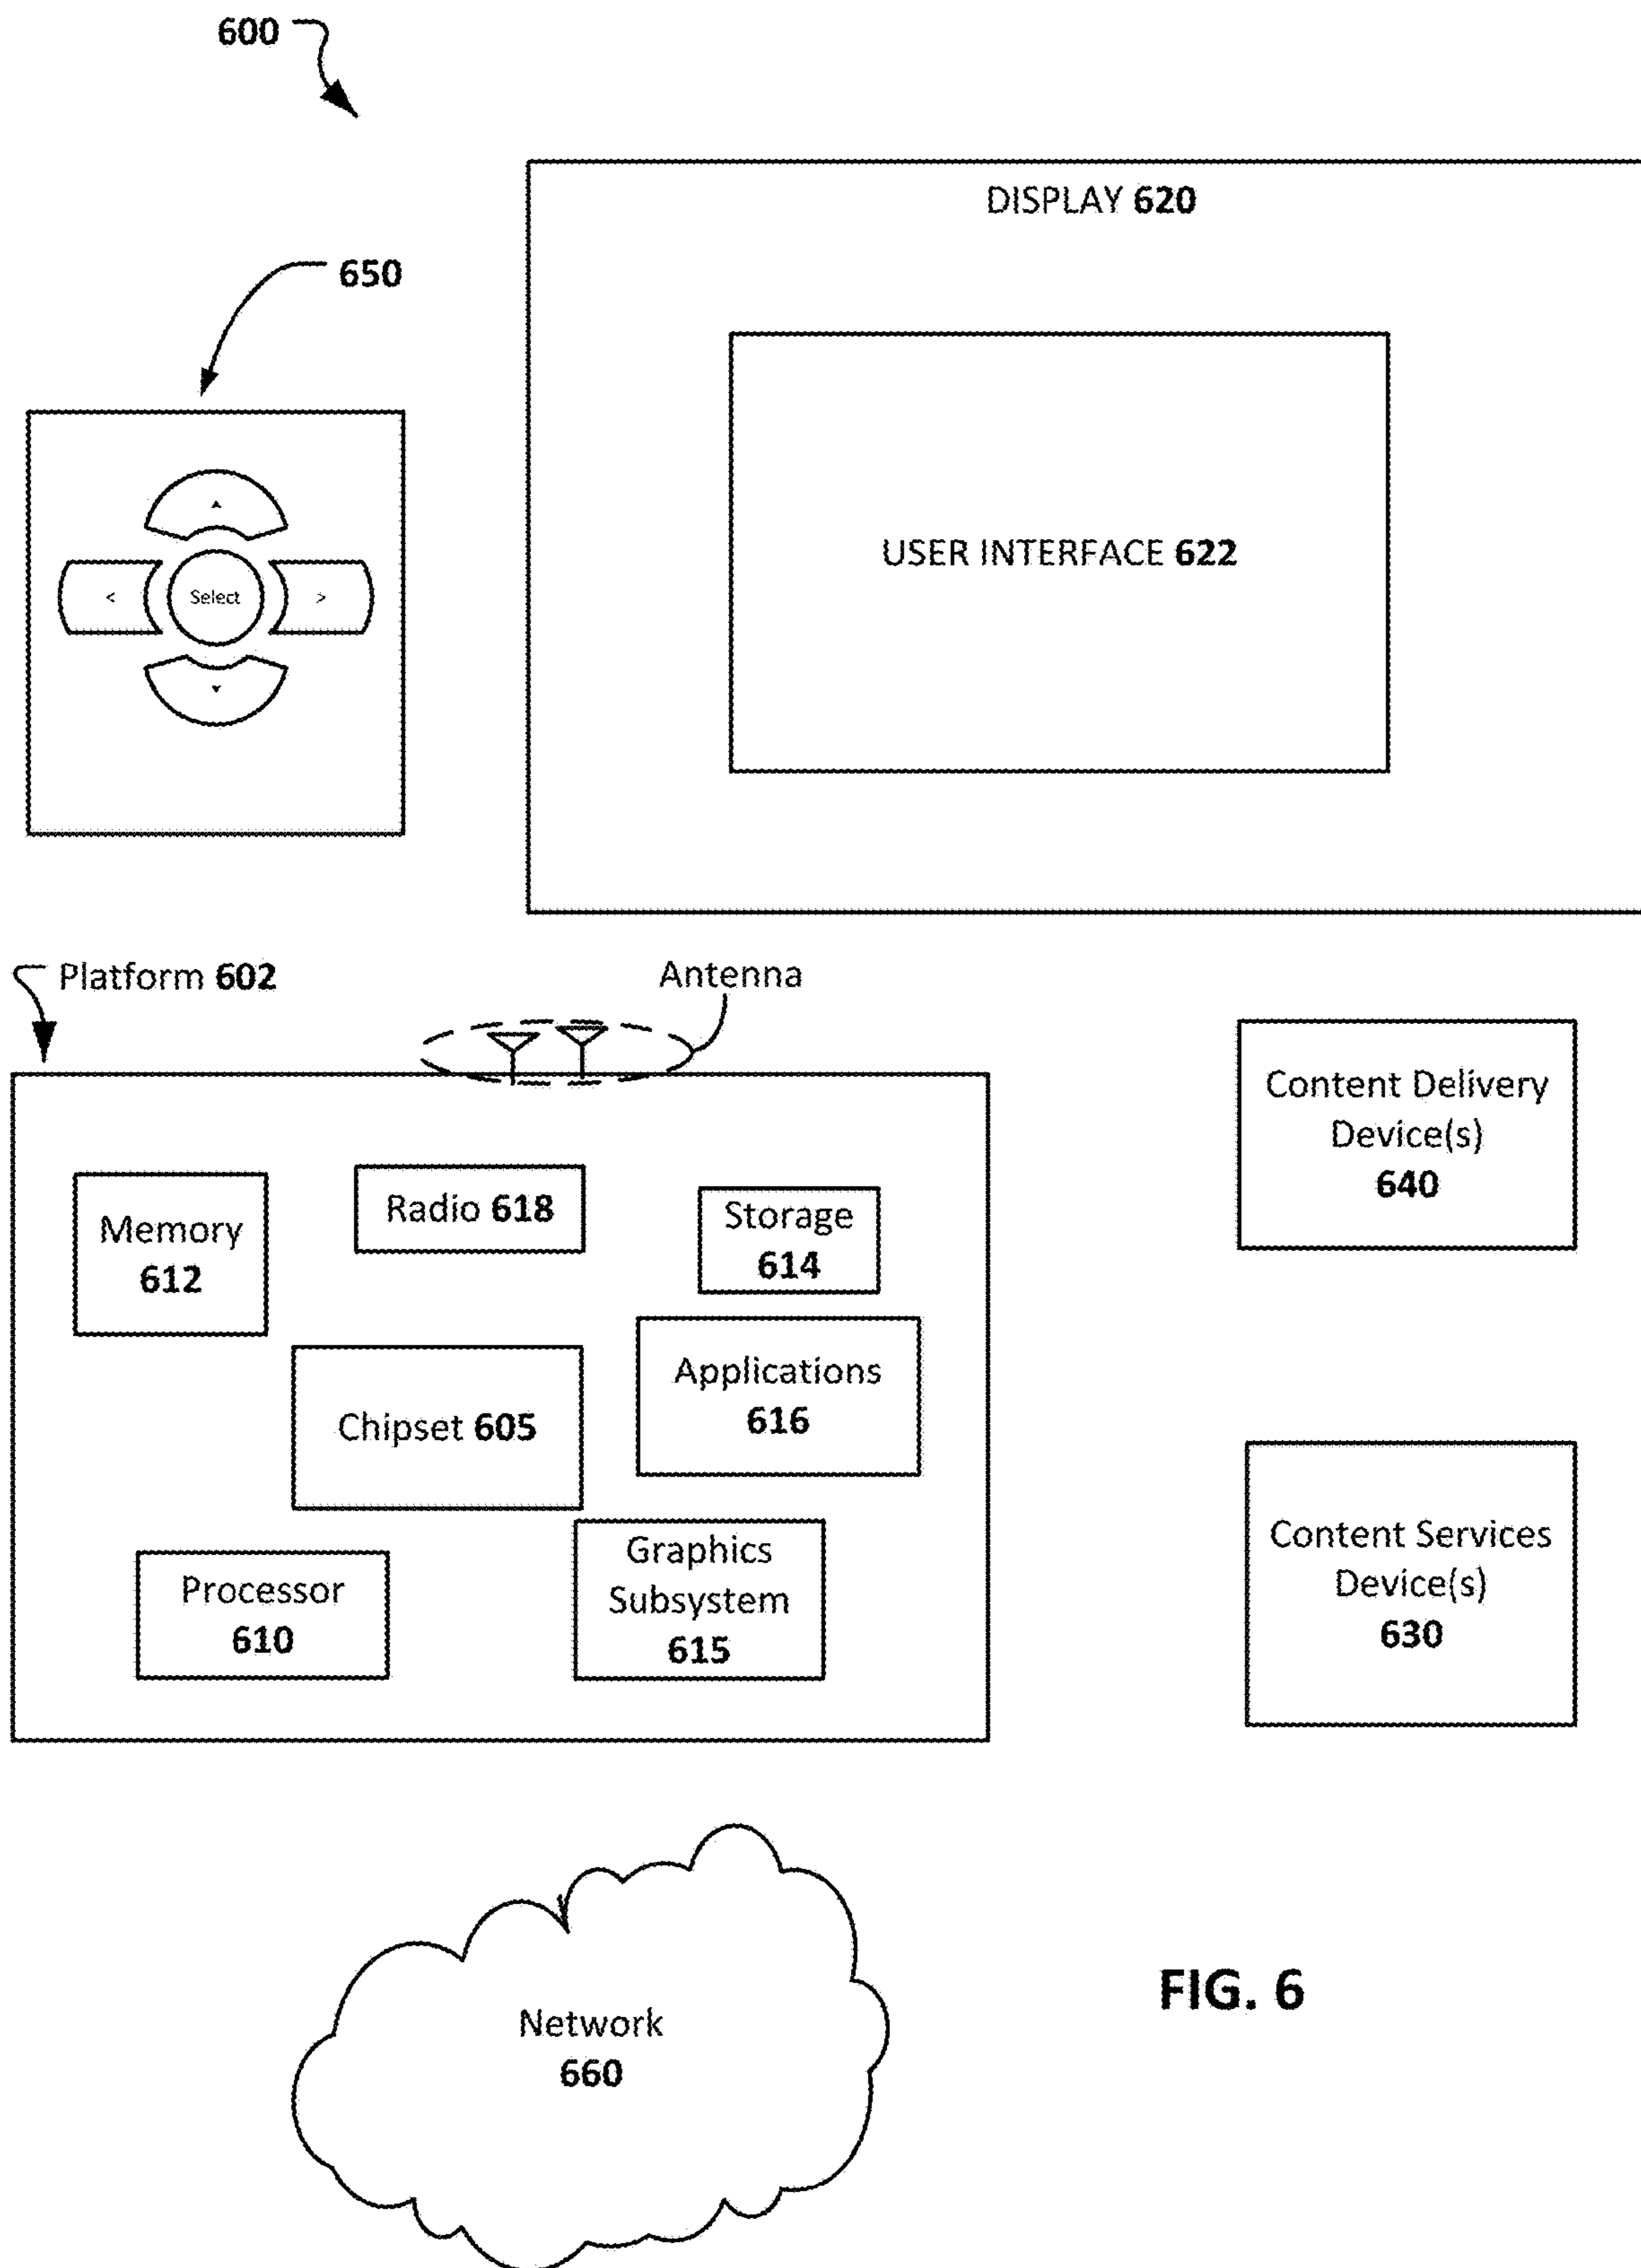 600
DISPLAY 620
650
USER INTERFACE 622
<
Select
>
Platform 602
Antenna
Content Delivery
Device(s)
640
Memory
612
Radio 618
Storage
614
Chipset 605
Applications
616
Processor
610
Graphics
Subsystem
615
Content Services
Device(s)
630
Network
660
FIG. 6